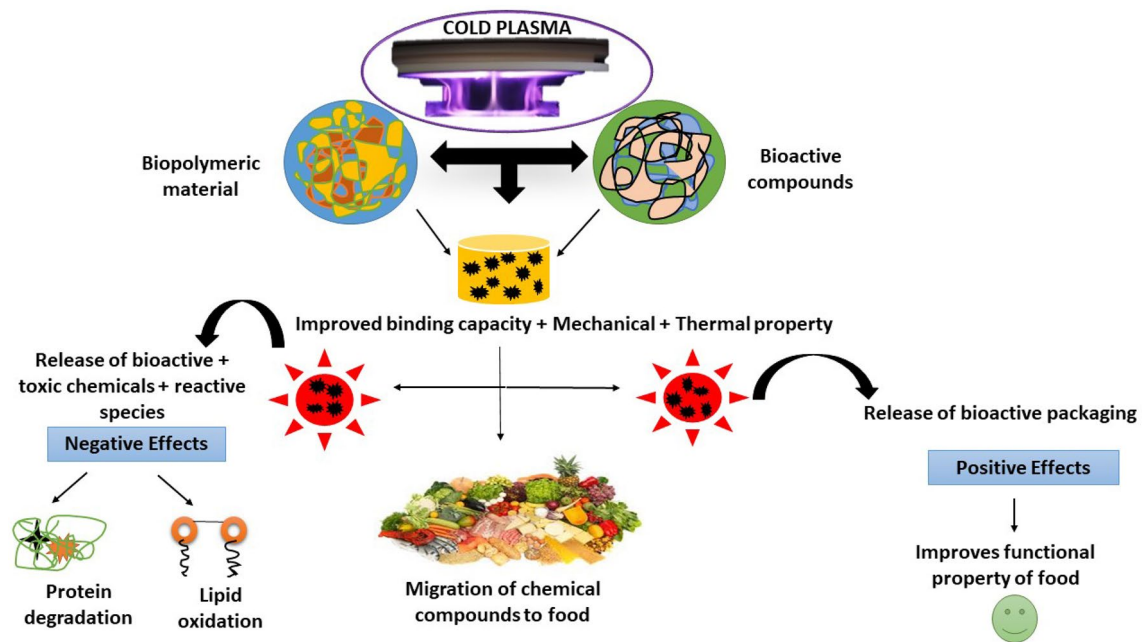 COLD PLASMA
Biopolymeric
material
Bioactive
compounds
Improved binding capacity + Mechanical + Thermal property
Release of bioactive +
toxic chemicals + reactive
species
Negative Effects
Release of bioactive packaging
Positive Effects
Protein
degradation
Lipid
oxidation
Migration of chemical
compounds to food
Improves functional
property of food